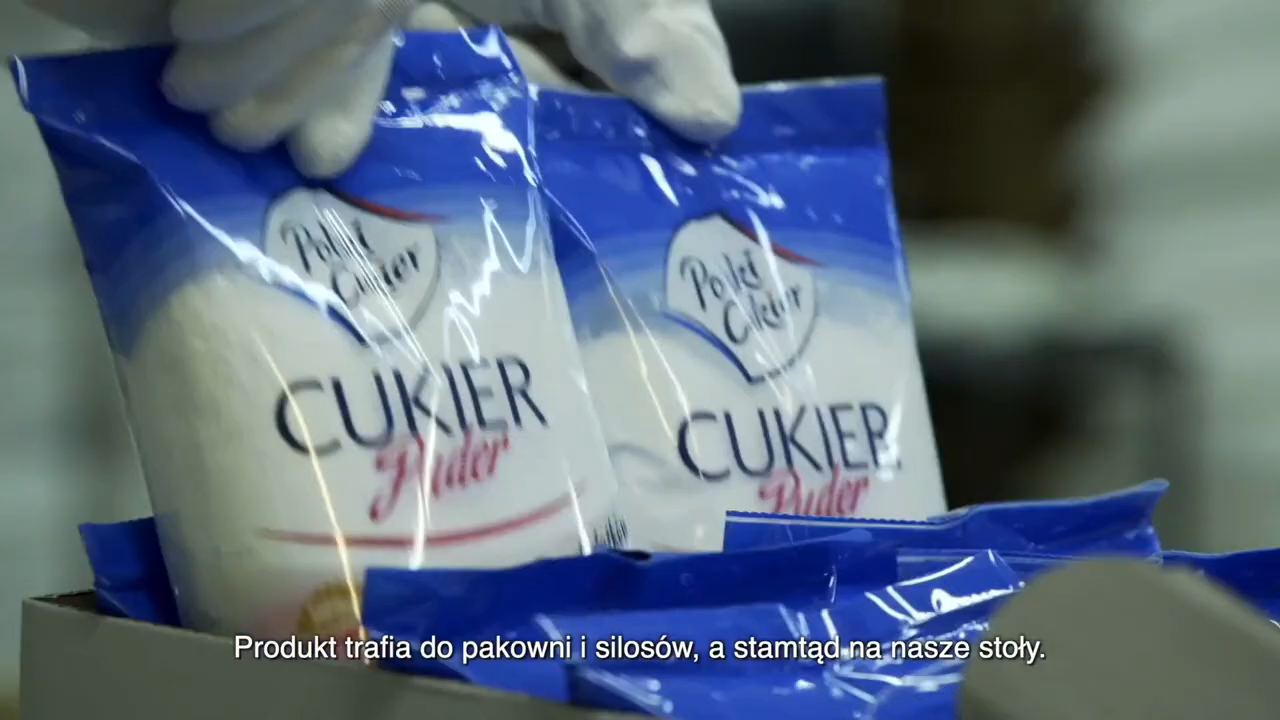 Polski
Cukier
CUKIER
Puder
Polski
Cukier
CUKIER
Puder
Produkt trafia do pakowni i silosów, a stamtąd na nasze stoły.